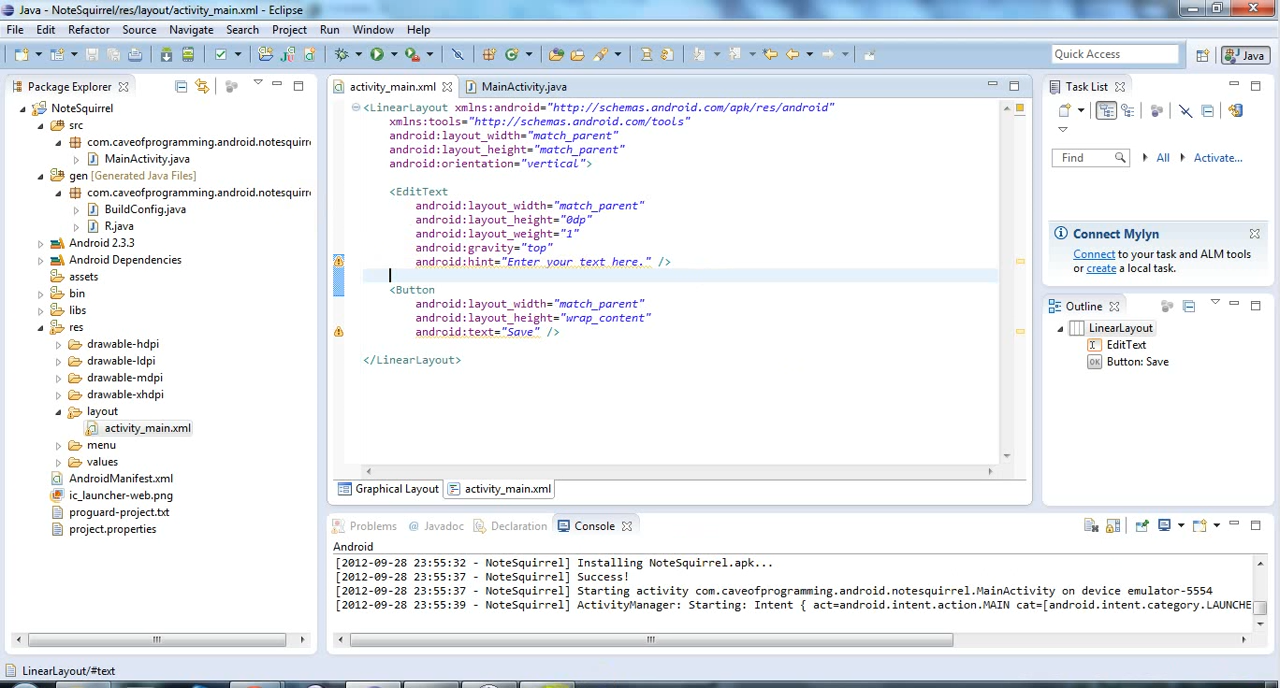 Java - NoteSquirrel/res/layout/activity_main.xml - Eclipse
File Edit Refactor Source Navigate Search Project Run Window Help
Quick Access
Java
Package Explorer
NoteSquirrel
src
com.caveofprogramming.android.notesquirre
MainActivity.java
gen [Generated Java Files]
com.caveofprogramming.android.notesquirre
BuildConfig.java
R.java
Android 2.3.3
Android Dependencies
assets
bin
libs
res
drawable-hdpi
drawable-ldpi
drawable-mdpi
drawable-xhdpi
layout
activity_main.xml
menu
values
AndroidManifest.xml
ic_launcher-web.png
proguard-project.txt
project.properties
activity_main.xml
MainActivity.java
<LinearLayout xmlns:android="http://schemas.android.com/apk/res/android"
xmlns:tools="http://schemas.android.com/tools"
android:layout_width="match_parent"
android:layout_height="match_parent"
android:orientation="vertical">
<EditText
android:layout_width="match_parent"
android:layout_height="0dp"
android:layout_weight="1"
android:gravity="top"
android:hint="Enter your text here." />
<Button
android:layout_width="match_parent"
android:layout_height="wrap_content"
android:text="Save" />
</LinearLayout>
Graphical Layout
activity_main.xml
Task List
Find
All
Activate...
Connect Mylyn
Connect to your task and ALM tools
or create a local task.
Outline
LinearLayout
EditText
OK Button: Save
Problems @ Javadoc Declaration Console
Android
[2012-09-28 23:55:32 - NoteSquirrel] Installing NoteSquirrel.apk...
[2012-09-28 23:55:37 - NoteSquirrel] Success!
[2012-09-28 23:55:37 - NoteSquirrel] Starting activity com.caveofprogramming.android.notesquirrel.MainActivity on device emulator-5554
[2012-09-28 23:55:39 - NoteSquirrel] ActivityManager: Starting: Intent { act=android.intent.action.MAIN cat=[android.intent.category.LAUNCHE
LinearLayout/#text